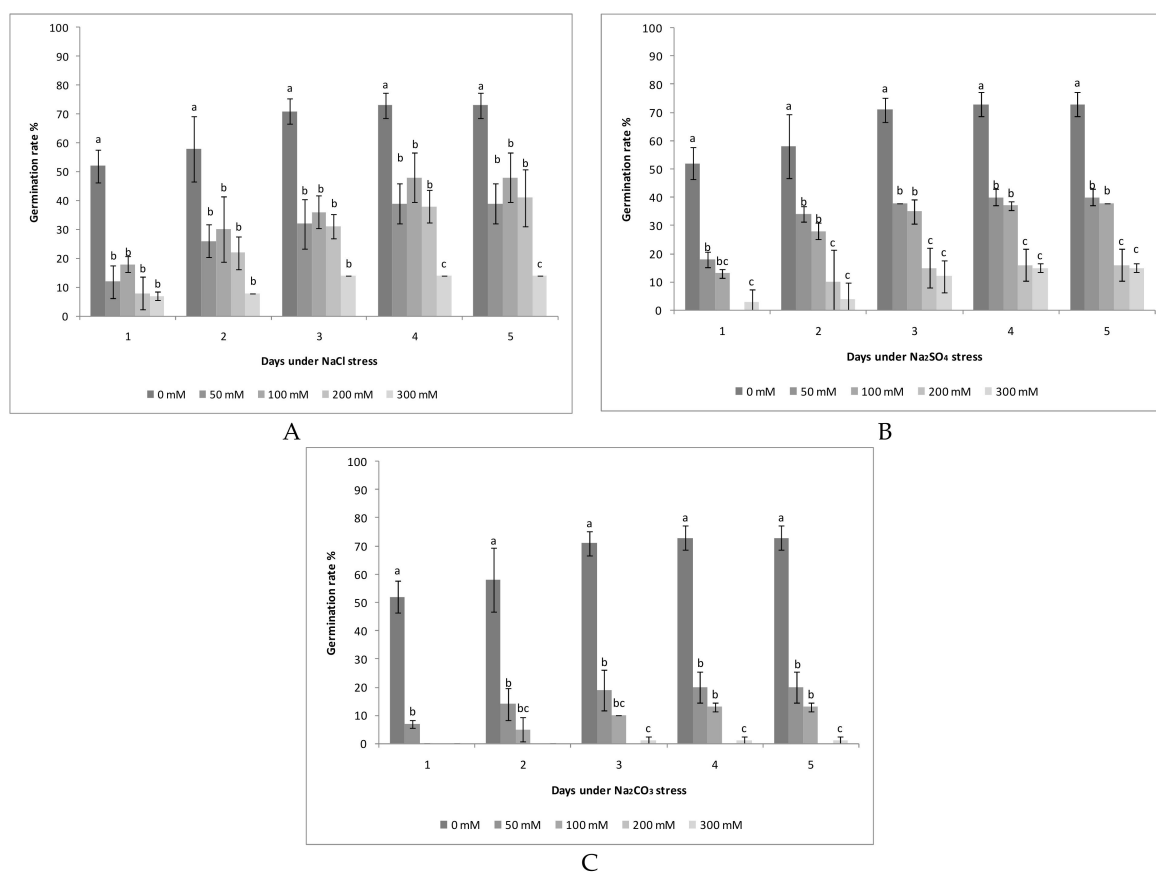 Germination rate %
100
90
80
70
60
50
40
30
20
10
0
a b b b b
a b b b b
a b b b b
a b b b c
a b b b c
1 2 3 4 5
Days under NaCl stress
0 mM 50 mM 100 mM 200 mM 300 mM
A
Germination rate %
100
90
80
70
60
50
40
30
20
10
0
a b bc c
a b b c c
a b b c c
a b b c c
a b b c c
1 2 3 4 5
Days under Na₂SO₄ stress
0 mM 50 mM 100 mM 200 mM 300 mM
B
Germination rate %
100
90
80
70
60
50
40
30
20
10
0
a b
a b bc
a b bc c
a b b c
a b b c
1 2 3 4 5
Days under Na₂CO₃ stress
0 mM 50 mM 100 mM 200 mM 300 mM
C